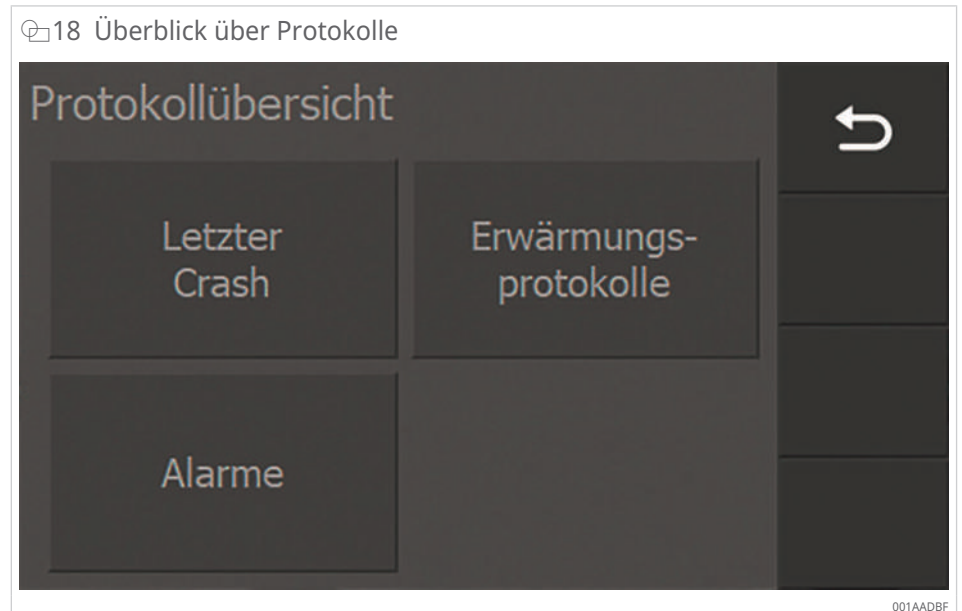 18 Überblick über Protokolle
Protokollübersicht
Letzter
Crash
Erwärmungs-
protokolle
Alarme
001AADBF